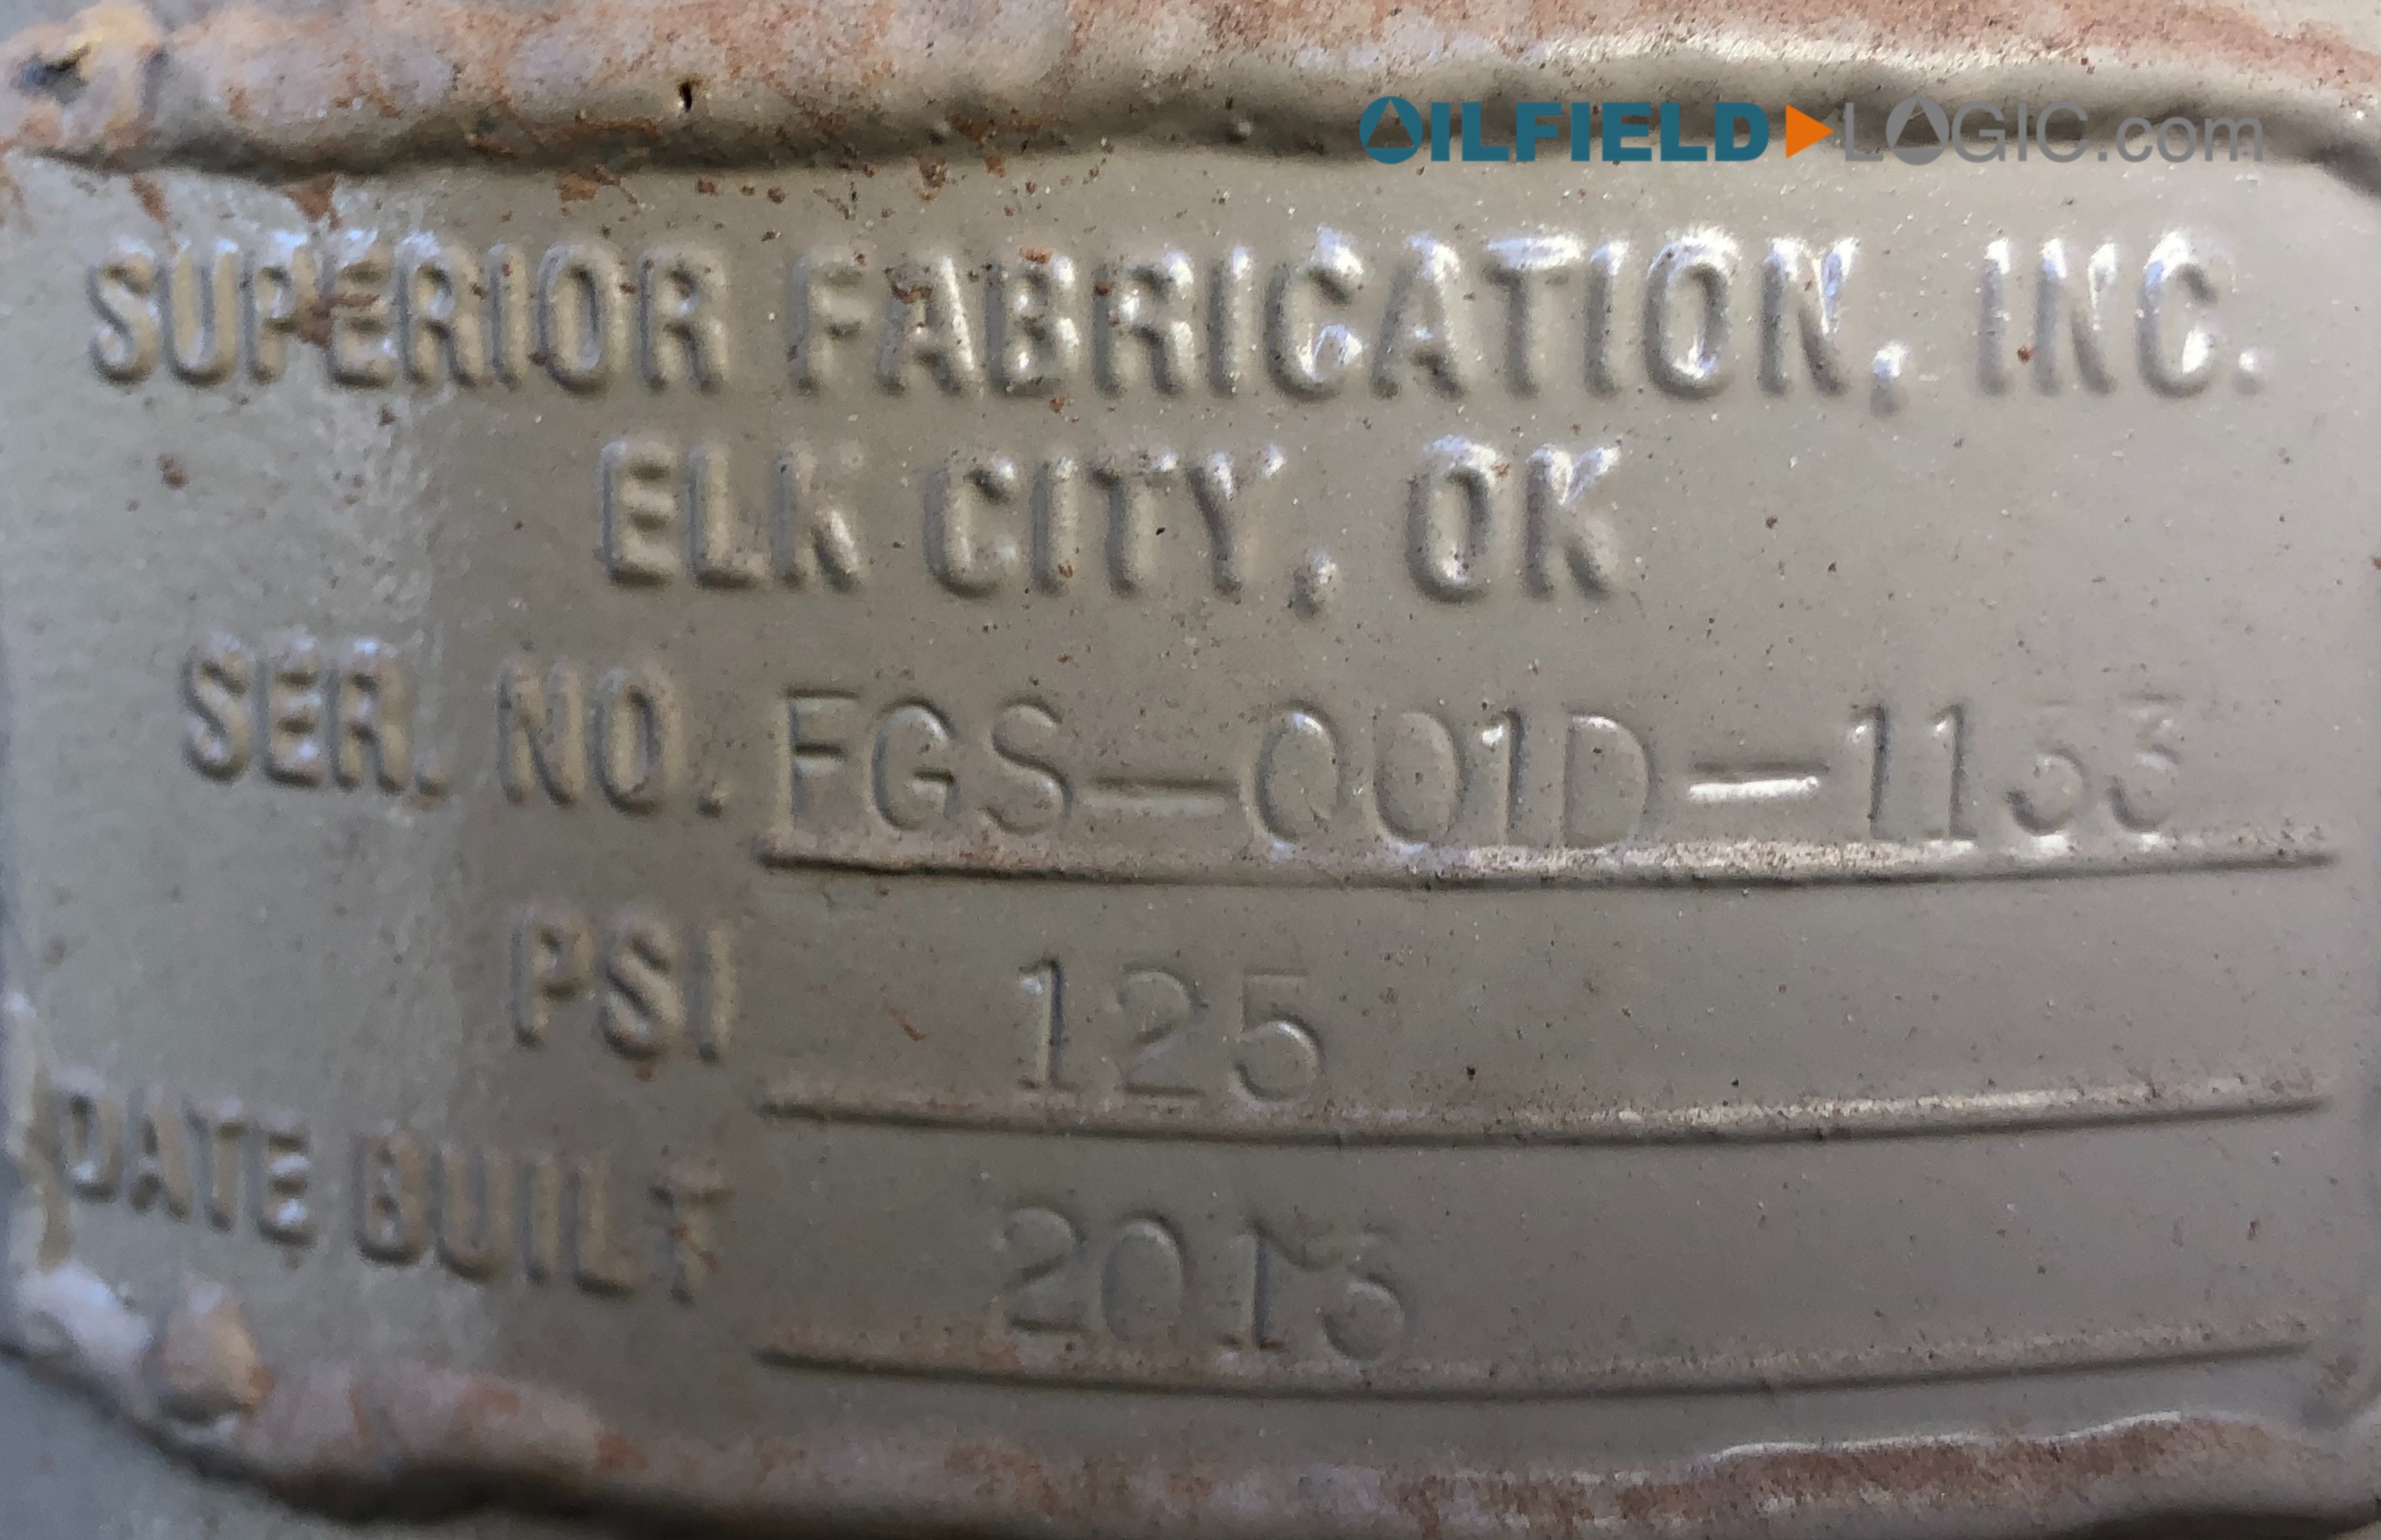 OILFIELD LOGIC.com
SUPERIOR FABRICATION, INC.
ELK CITY, OK
SER. NO. FGS-001D-1133
PSI 125
DATE BUILT